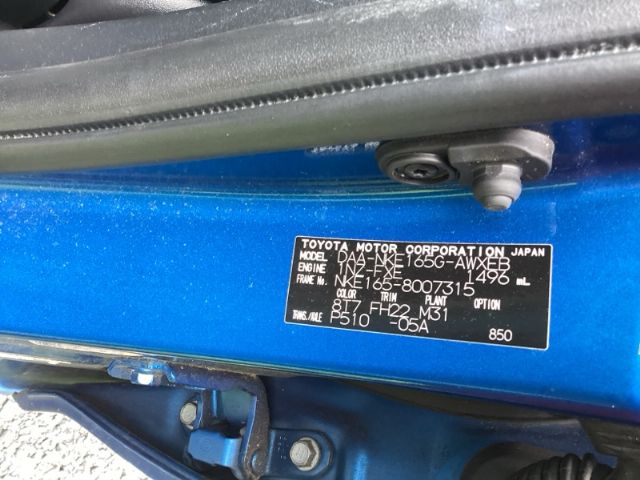 TOYOTA MOTOR CORPORATION JAPAN
MODEL DAA-NKE165G-AWXEB
ENGINE 1NZ-FXE 1496 mL
FRAME No. NKE165-8007315
COLOR TRIM PLANT OPTION
8T7 FH22 M31
TRANS./AXLE P510 -05A 850